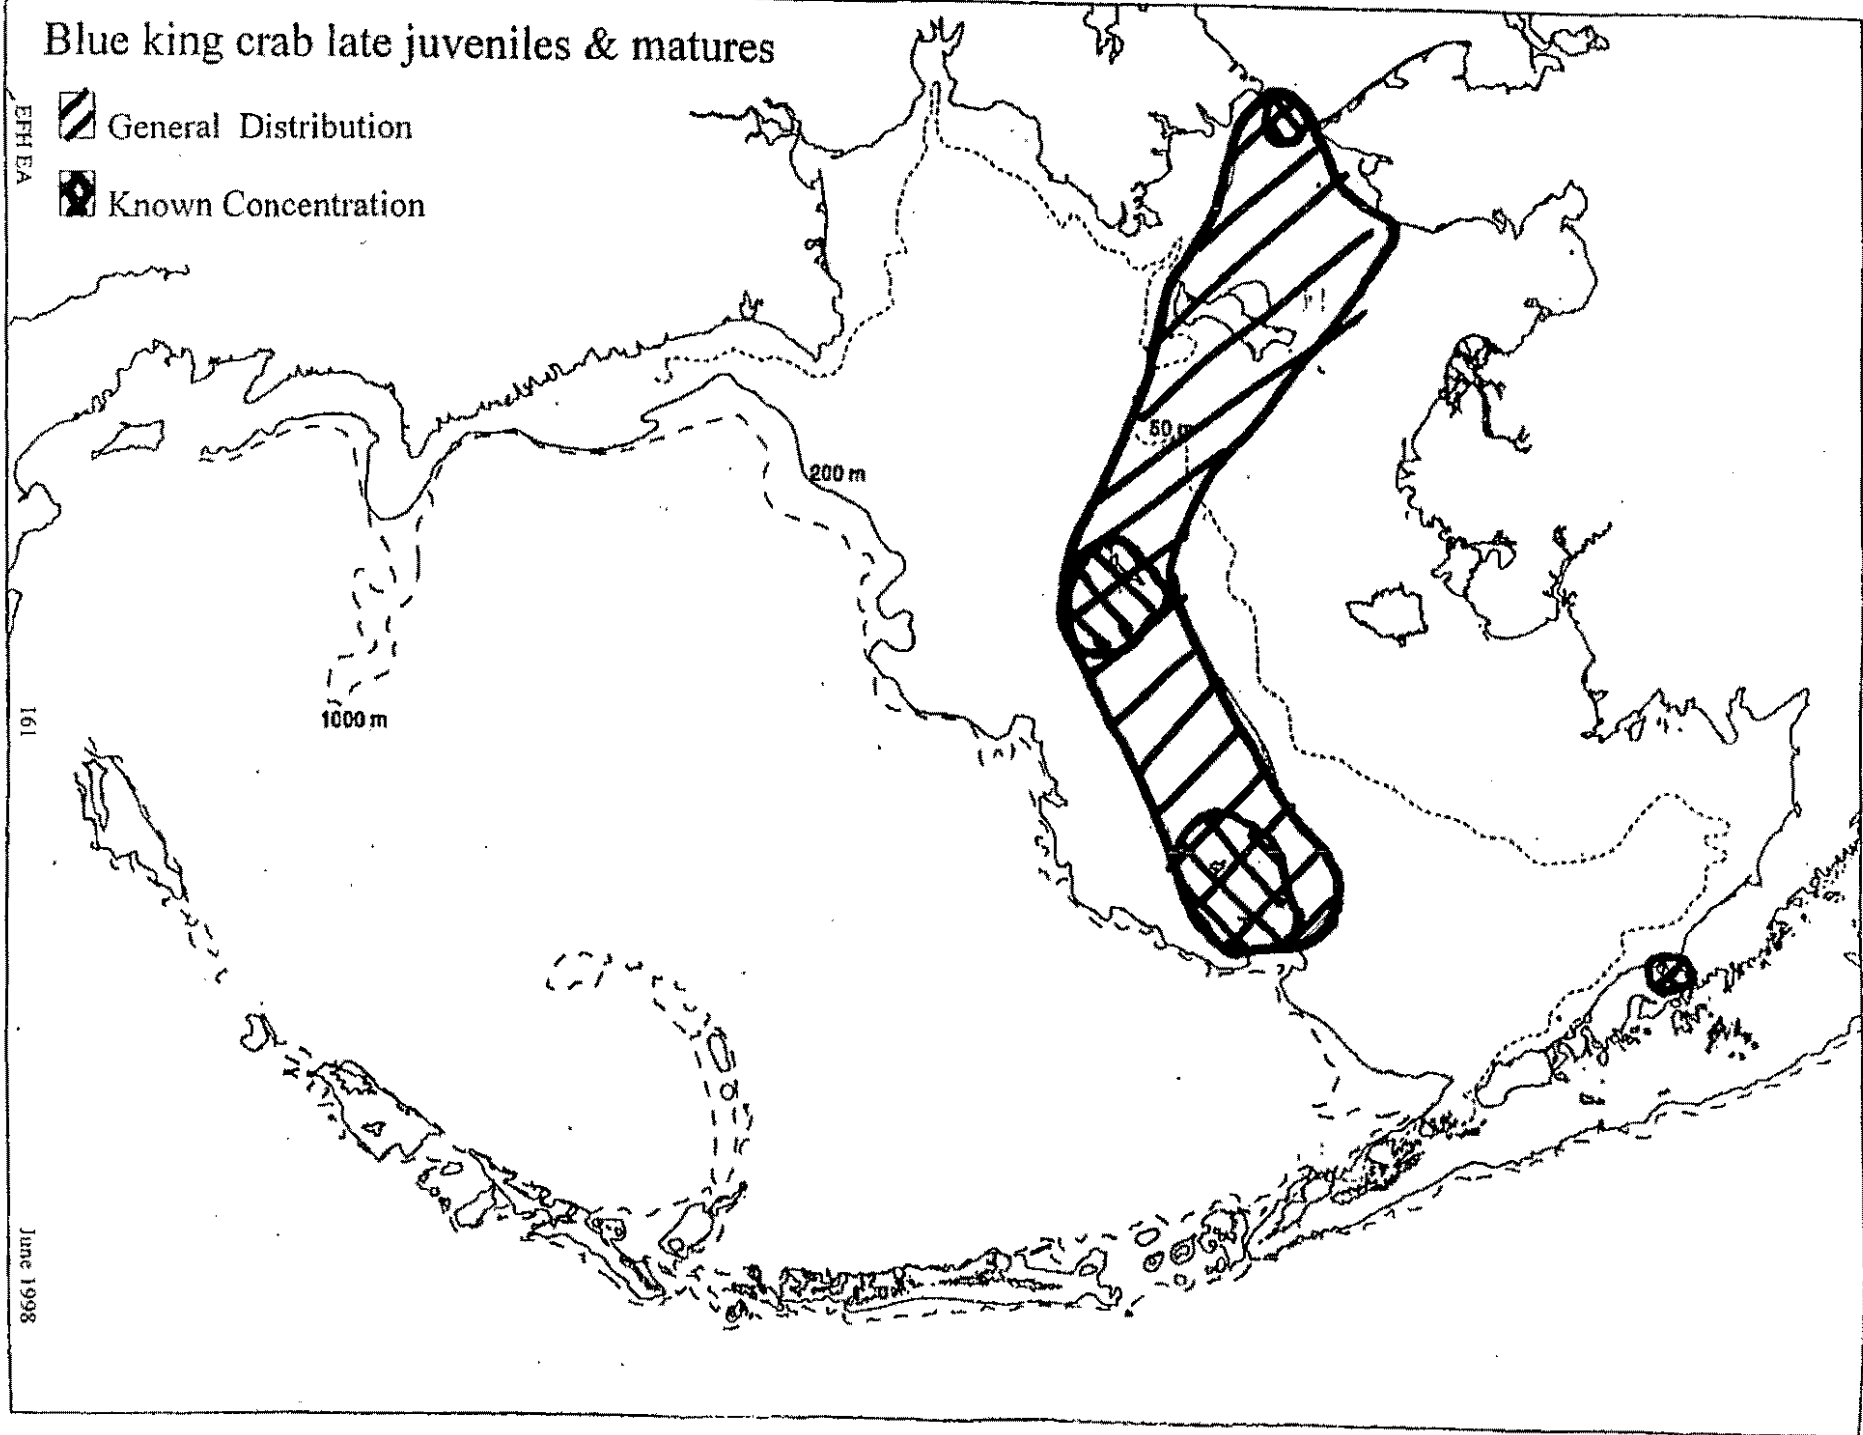 Blue king crab late juveniles & matures
General Distribution
Known Concentration
EFH EA
161
June 1998
50 m
200 m
1000 m